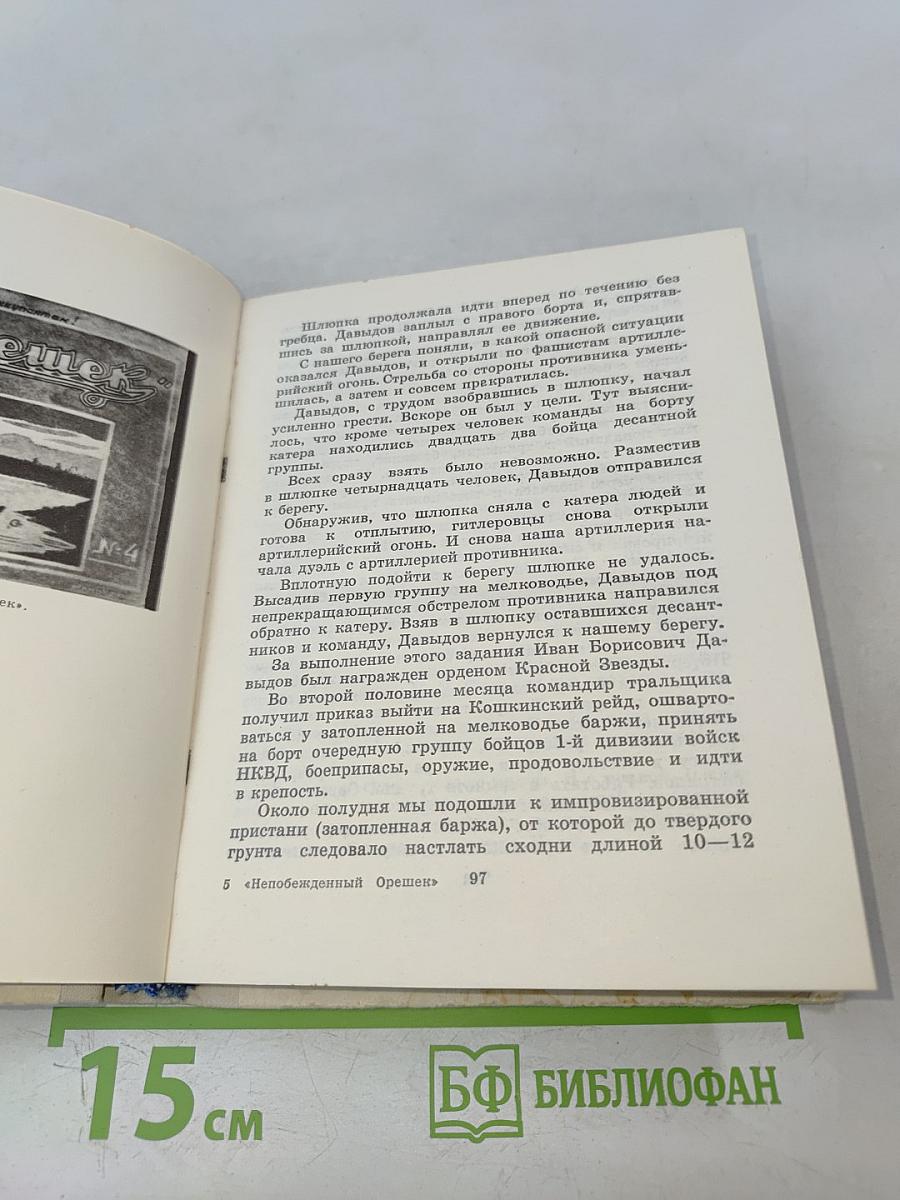 решек
№4
ек».
Шлюпка продолжала идти вперед по течению без
гребца. Давыдов заплыл с правого борта и, спрятав-
шись за шлюпкой, направлял ее движение.
С нашего берега поняли, в какой опасной ситуации
оказался Давыдов, и открыли по фашистам артилле-
рийский огонь. Стрельба со стороны противника умень-
шилась, а затем и совсем прекратилась.
Давыдов, с трудом взобравшись в шлюпку, начал
усиленно грести. Вскоре он был у цели. Тут выясни-
лось, что кроме четырех человек команды на борту
катера находились двадцать два бойца десантной
группы.
Всех сразу взять было невозможно. Разместив
в шлюпке четырнадцать человек, Давыдов отправился
к берегу.
Обнаружив, что шлюпка сняла с катера людей и
готова к отплытию, гитлеровцы снова открыли
артиллерийский огонь. И снова наша артиллерия на-
чала дуэль с артиллерией противника.
Вплотную подойти к берегу шлюпке не удалось.
Высадив первую группу на мелководье, Давыдов под
непрекращающимся обстрелом противника направился
обратно к катеру. Взяв в шлюпку оставшихся десант-
ников и команду, Давыдов вернулся к нашему берегу.
За выполнение этого задания Иван Борисович Да-
выдов был награжден орденом Красной Звезды.
Во второй половине месяца командир тральщика
получил приказ выйти на Кошкинский рейд, ошварто-
ваться у затопленной на мелководье баржи, принять
на борт очередную группу бойцов 1-й дивизии войск
НКВД, боеприпасы, оружие, продовольствие и идти
в крепость.
Около полудня мы подошли к импровизированной
пристани (затопленная баржа), от которой до твердого
грунта следовало настлать сходни длиной 10—12
5 «Непобежденный Орешек» 97
15 см
БФ БИБЛИОФАН